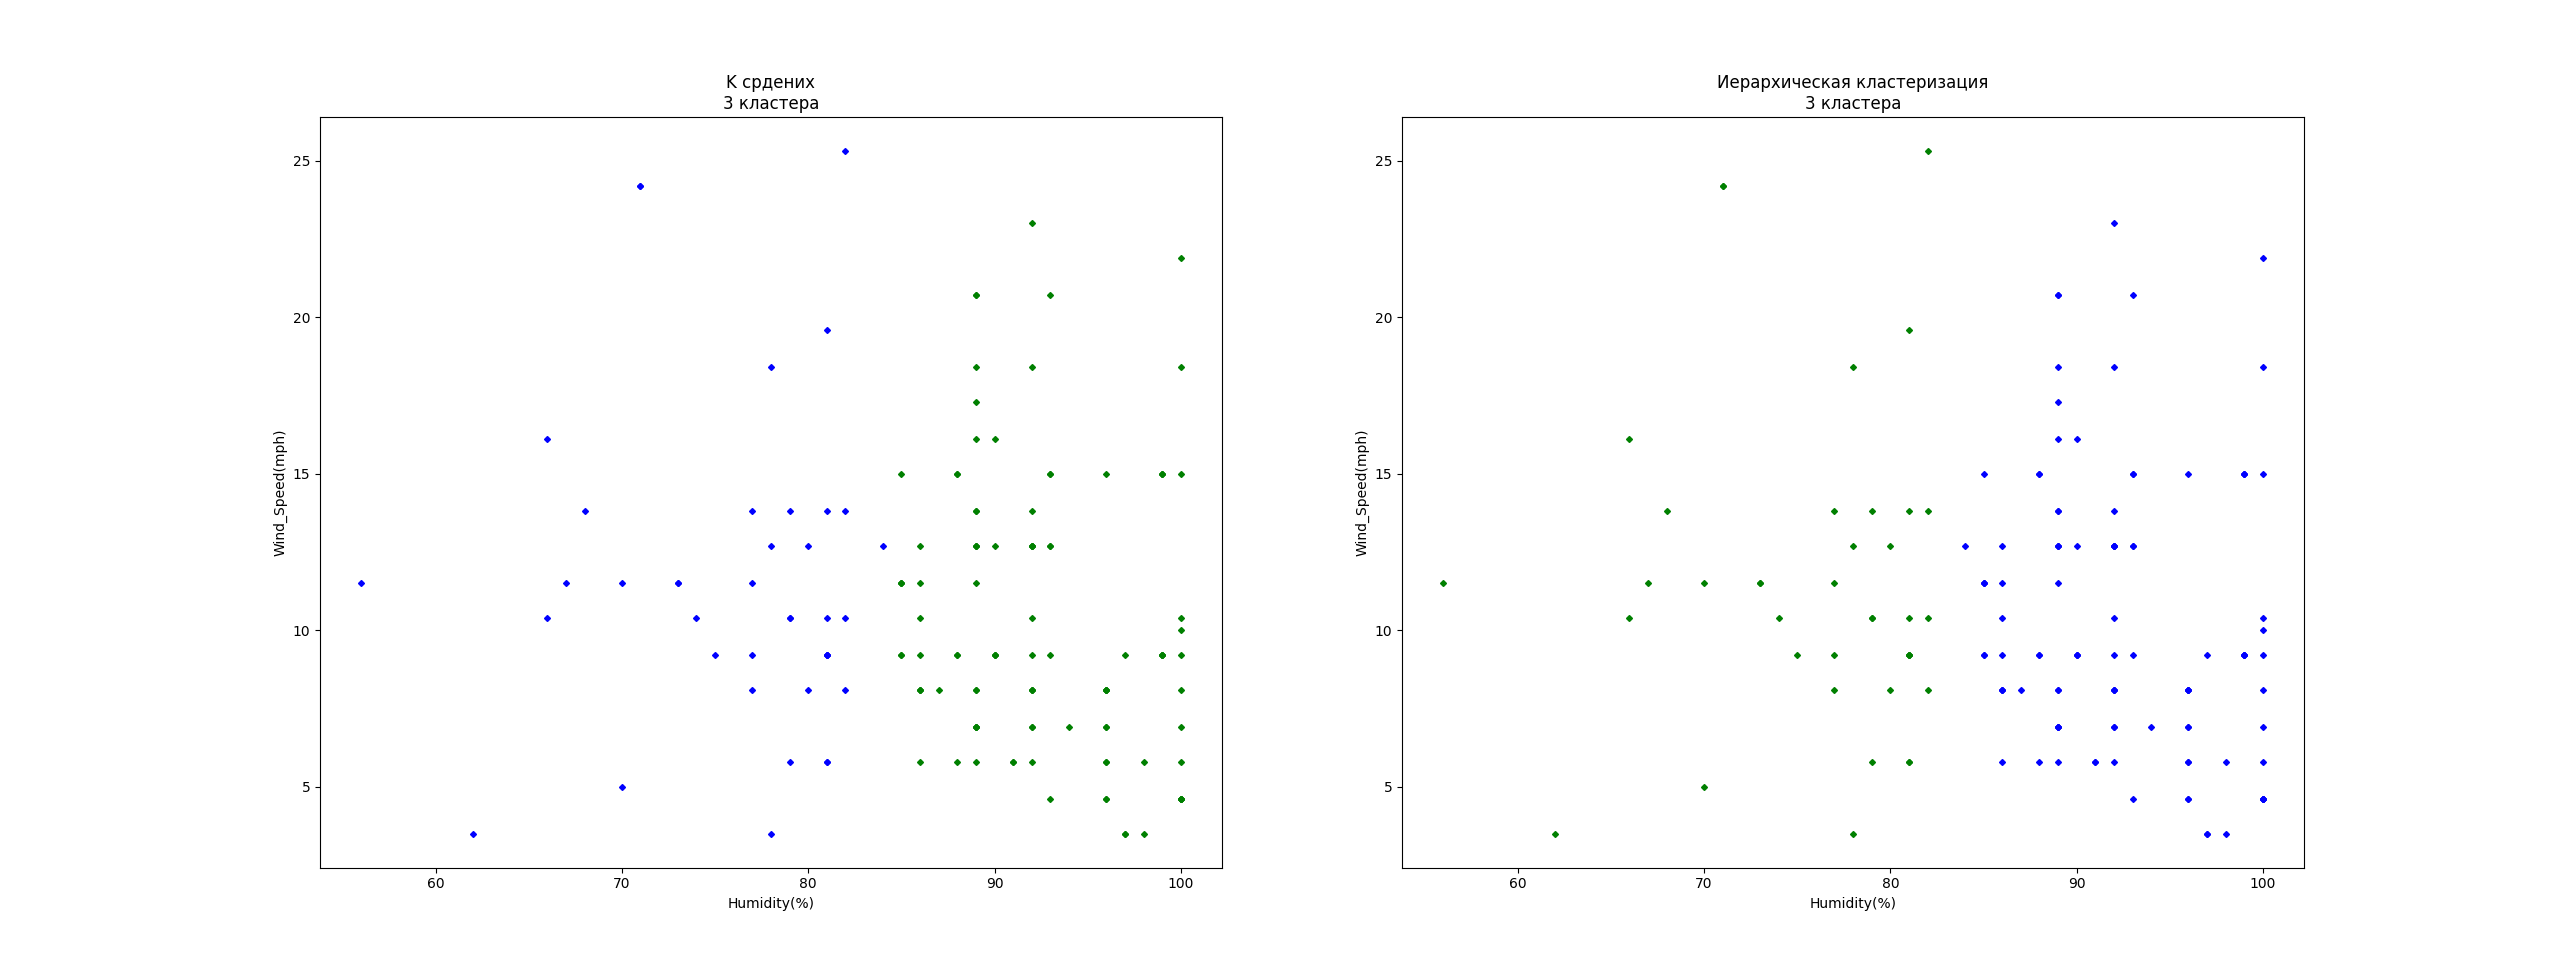 K срдених
3 кластера
25
20
15
10
5
Wind_Speed(mph)
60 70 80 90 100
Humidity(%)
Иерархическая кластеризация
3 кластера
25
20
15
10
5
Wind_Speed(mph)
60 70 80 90 100
Humidity(%)